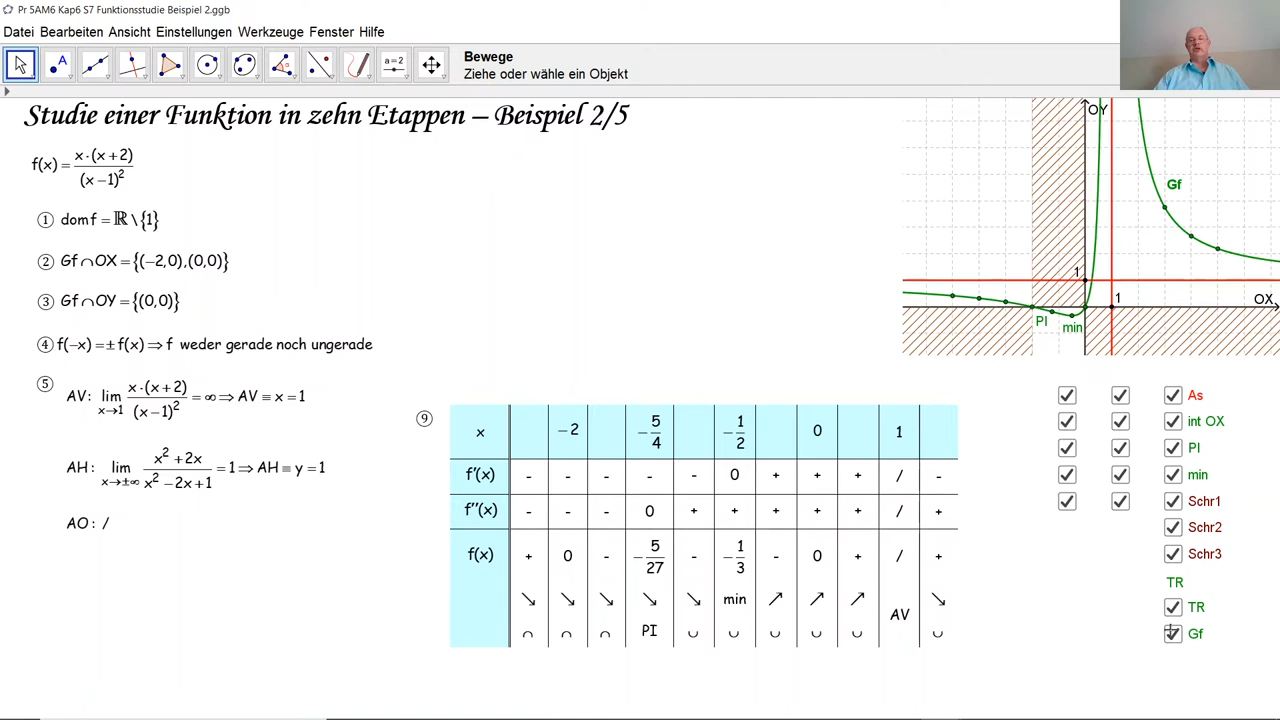 Pr 5AM6 Kap6 S7 Funktionsstudie Beispiel 2.ggb
Datei Bearbeiten Ansicht Einstellungen Werkzeuge Fenster Hilfe
A a=2 Bewege
Ziehe oder wähle ein Objekt
Studie einer Funktion in zehn Etappen – Beispiel 2/5
f(x) = x·(x+2) / (x−1)²
① dom f = ℝ \ {1}
② Gf∩OX = {(−2,0),(0,0)}
③ Gf∩OY = {(0,0)}
④ f(−x) = ± f(x) ⇒ f weder gerade noch ungerade
⑤
AV: lim x→1 x·(x+2) / (x−1)² = ∞ ⇒ AV ≡ x = 1
AH: lim x→±∞ x²+2x / x²−2x+1 = 1 ⇒ AH ≡ y = 1
AO: /
⑨
x −2 −5/4 −1/2 0 1
f'(x) - - - - - 0 + + + / -
f''(x) - - - 0 + + + + + / +
f(x) + 0 - −5/27 - −1/3 - 0 + / +
↘ ↘ ↘ ↘ ↘ min ↗ ↗ ↗ AV ↘
∩ ∩ ∩ PI ∪ ∪ ∪ ∪ ∪ ∪
OY
Gf
1
1
OX
PI
min
As
int OX
PI
min
Schr1
Schr2
Schr3
TR
TR
Gf